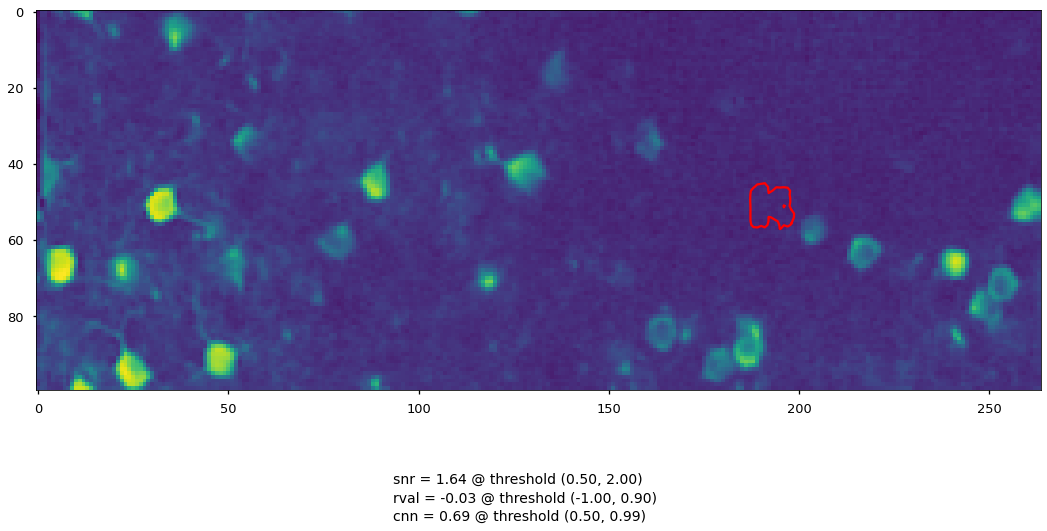 0
20
40
60
80
0 50 100 150 200 250
snr = 1.64 @ threshold (0.50, 2.00)
rval = -0.03 @ threshold (-1.00, 0.90)
cnn = 0.69 @ threshold (0.50, 0.99)